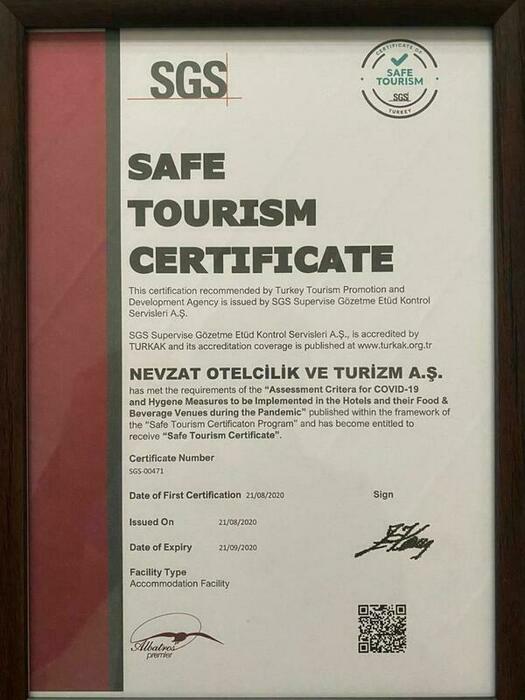 SGS
CERTIFICATE OF
SAFE
TOURISM
SGS
TURKEY
SAFE
TOURISM
CERTIFICATE
This certification recommended by Turkey Tourism Promotion and
Development Agency is issued by SGS Supervise Gözetme Etüd Kontrol
Servisleri A.Ş.
SGS Supervise Gözetme Etüd Kontrol Servisleri A.Ş., is accredited by
TURKAK and its accreditation coverage is published at www.turkak.org.tr
NEVZAT OTELCİLİK VE TURİZM A.Ş.
has met the requirements of the “Assessment Critera for COVID-19
and Hygene Measures to be Implemented in the Hotels and their Food &
Beverage Venues during the Pandemic” published within the framework of
the “Safe Tourism Certificaton Program” and has become entitled to
receive “Safe Tourism Certificate”.
Certificate Number
SGS-00471
Date of First Certification 21/08/2020 Sign
Issued On 21/08/2020
Date of Expiry 21/09/2020
Facility Type
Accommodation Facility
Albatros
premier